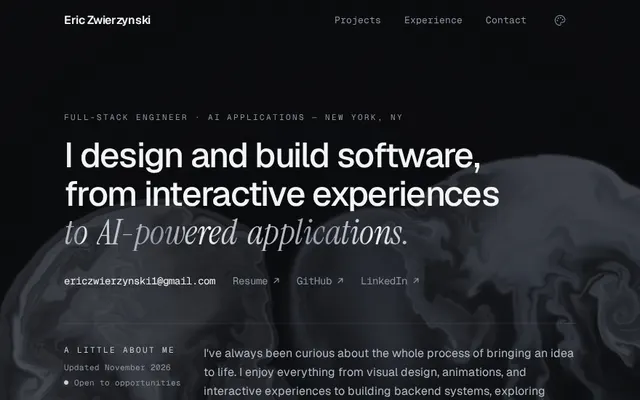 Eric Zwierzynski
Projects Experience Contact
FULL-STACK ENGINEER · AI APPLICATIONS — NEW YORK, NY
I design and build software,
from interactive experiences
to AI-powered applications.
ericzwierzynski1@gmail.com Resume ↗ GitHub ↗ LinkedIn ↗
A LITTLE ABOUT ME
Updated November 2026
Open to opportunities
I've always been curious about the whole process of bringing an idea
to life. I enjoy everything from visual design, animations, and
interactive experiences to building backend systems, exploring